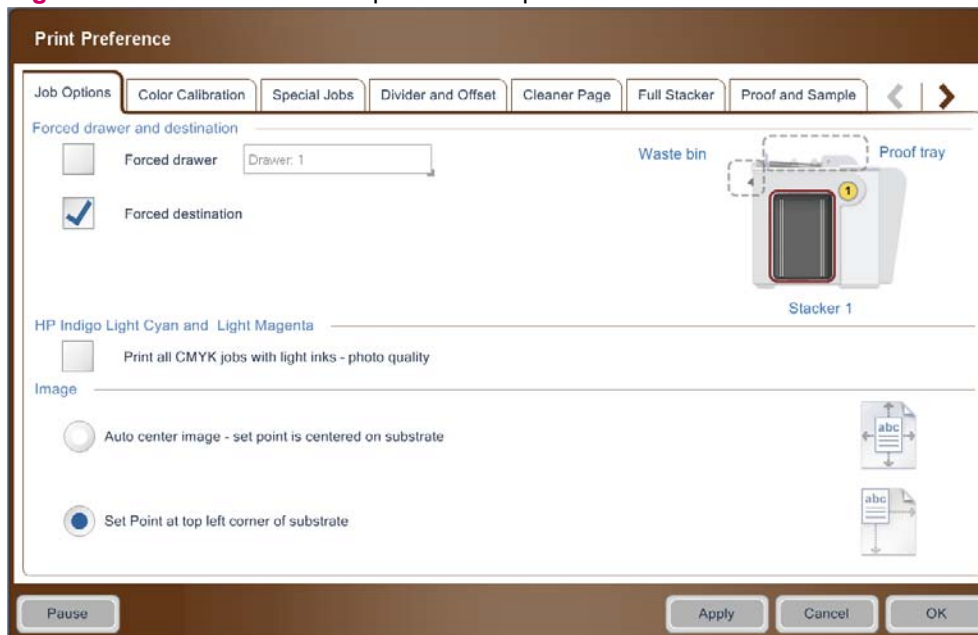 Print Preference
Job Options Color Calibration Special Jobs Divider and Offset Cleaner Page Full Stacker Proof and Sample
Forced drawer and destination
Forced drawer Drawer: 1
Waste bin Proof tray
1
Forced destination
Stacker 1
HP Indigo Light Cyan and Light Magenta
Print all CMYK jobs with light inks - photo quality
Image
Auto center image - set point is centered on substrate
abc
abc
Set Point at top left corner of substrate
Pause Apply Cancel OK